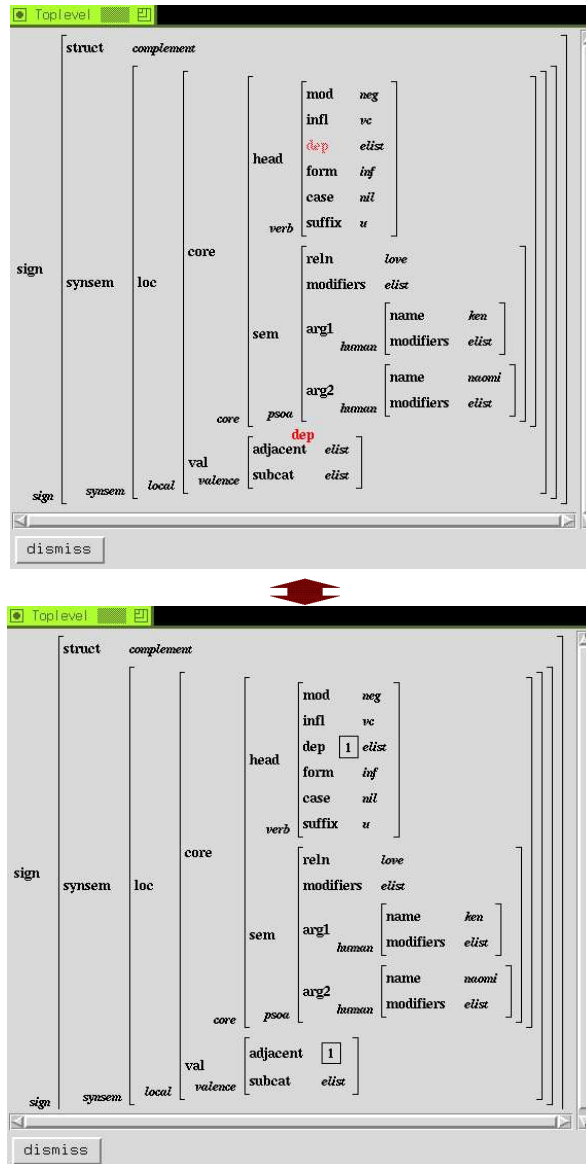 Toplevel
struct complement
mod neg
infl vc
dep elist
head
form inf
case nil
verb suffix u
core
reln love
sign
synsem loc
modifiers elist
name ken
arg1
sem human modifiers elist
name naomi
arg2
core psoa human modifiers elist
dep
adjacent elist
val
sign synsem local valence subcat elist
dismiss
Toplevel
struct complement
mod neg
infl vc
dep 1 elist
head
form inf
case nil
verb suffix u
core
reln love
sign
synsem loc
modifiers elist
name ken
arg1
sem human modifiers elist
name naomi
arg2
core psoa human modifiers elist
adjacent 1
val
sign synsem local valence subcat elist
dismiss